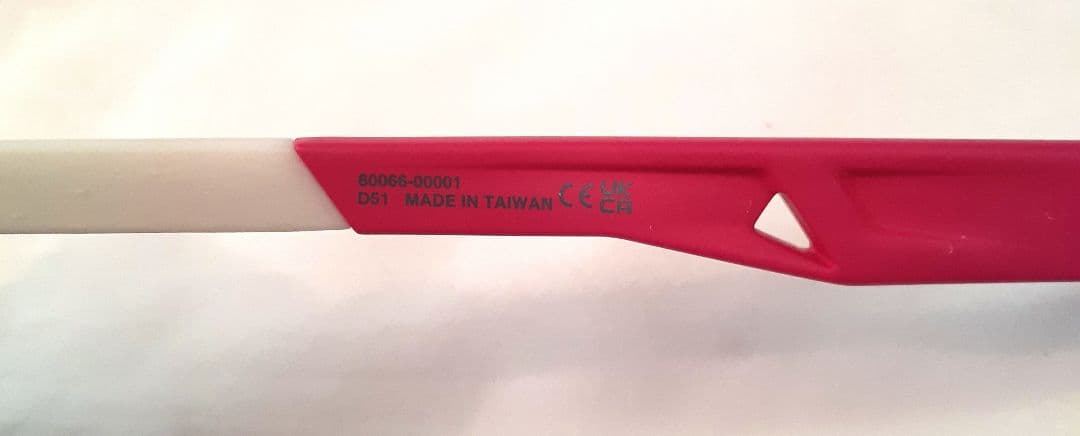 60066-00001
D51 MADE IN TAIWAN CE UK
CA